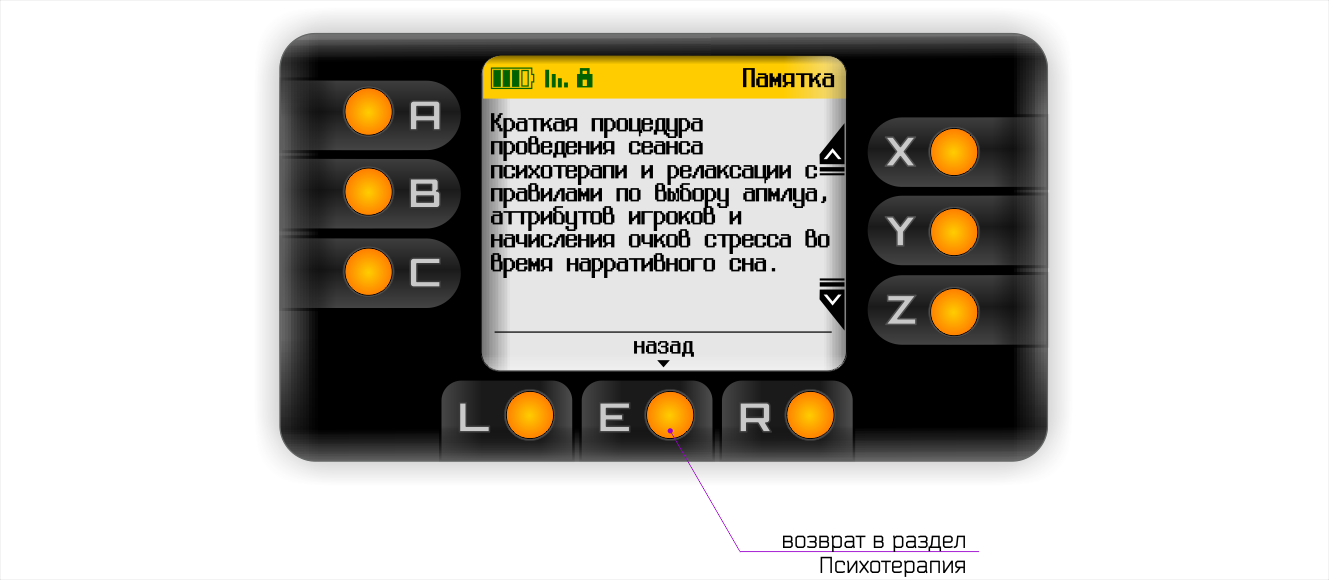 Памятка
A
B
C
Краткая процедура
проведения сеанса
психотерапи и релаксации с
правилами по выбору апмлуа,
аттрибутов игроков и
начисления очков стресса во
время нарративного сна.
X
Y
Z
назад
L
E
R
возврат в раздел
Психотерапия